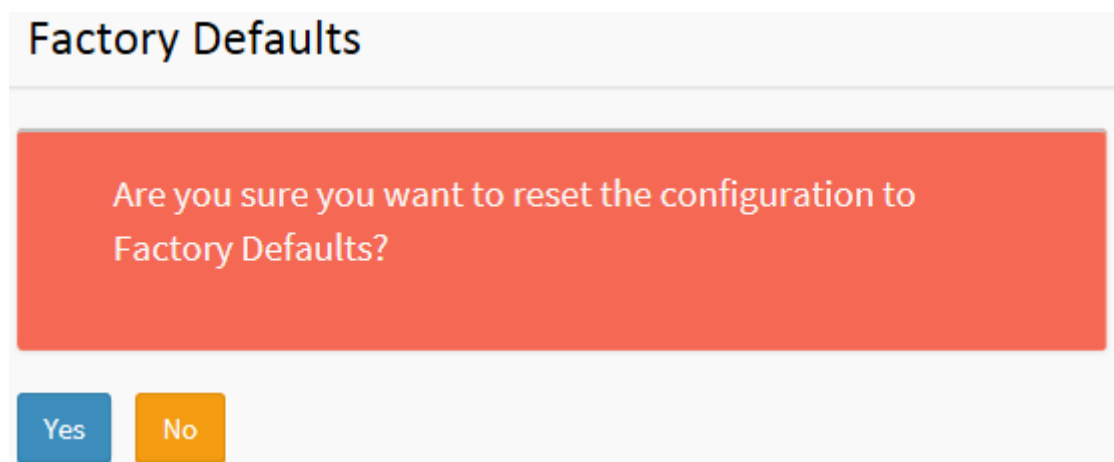 Factory Defaults
Are you sure you want to reset the configuration to
Factory Defaults?
Yes No